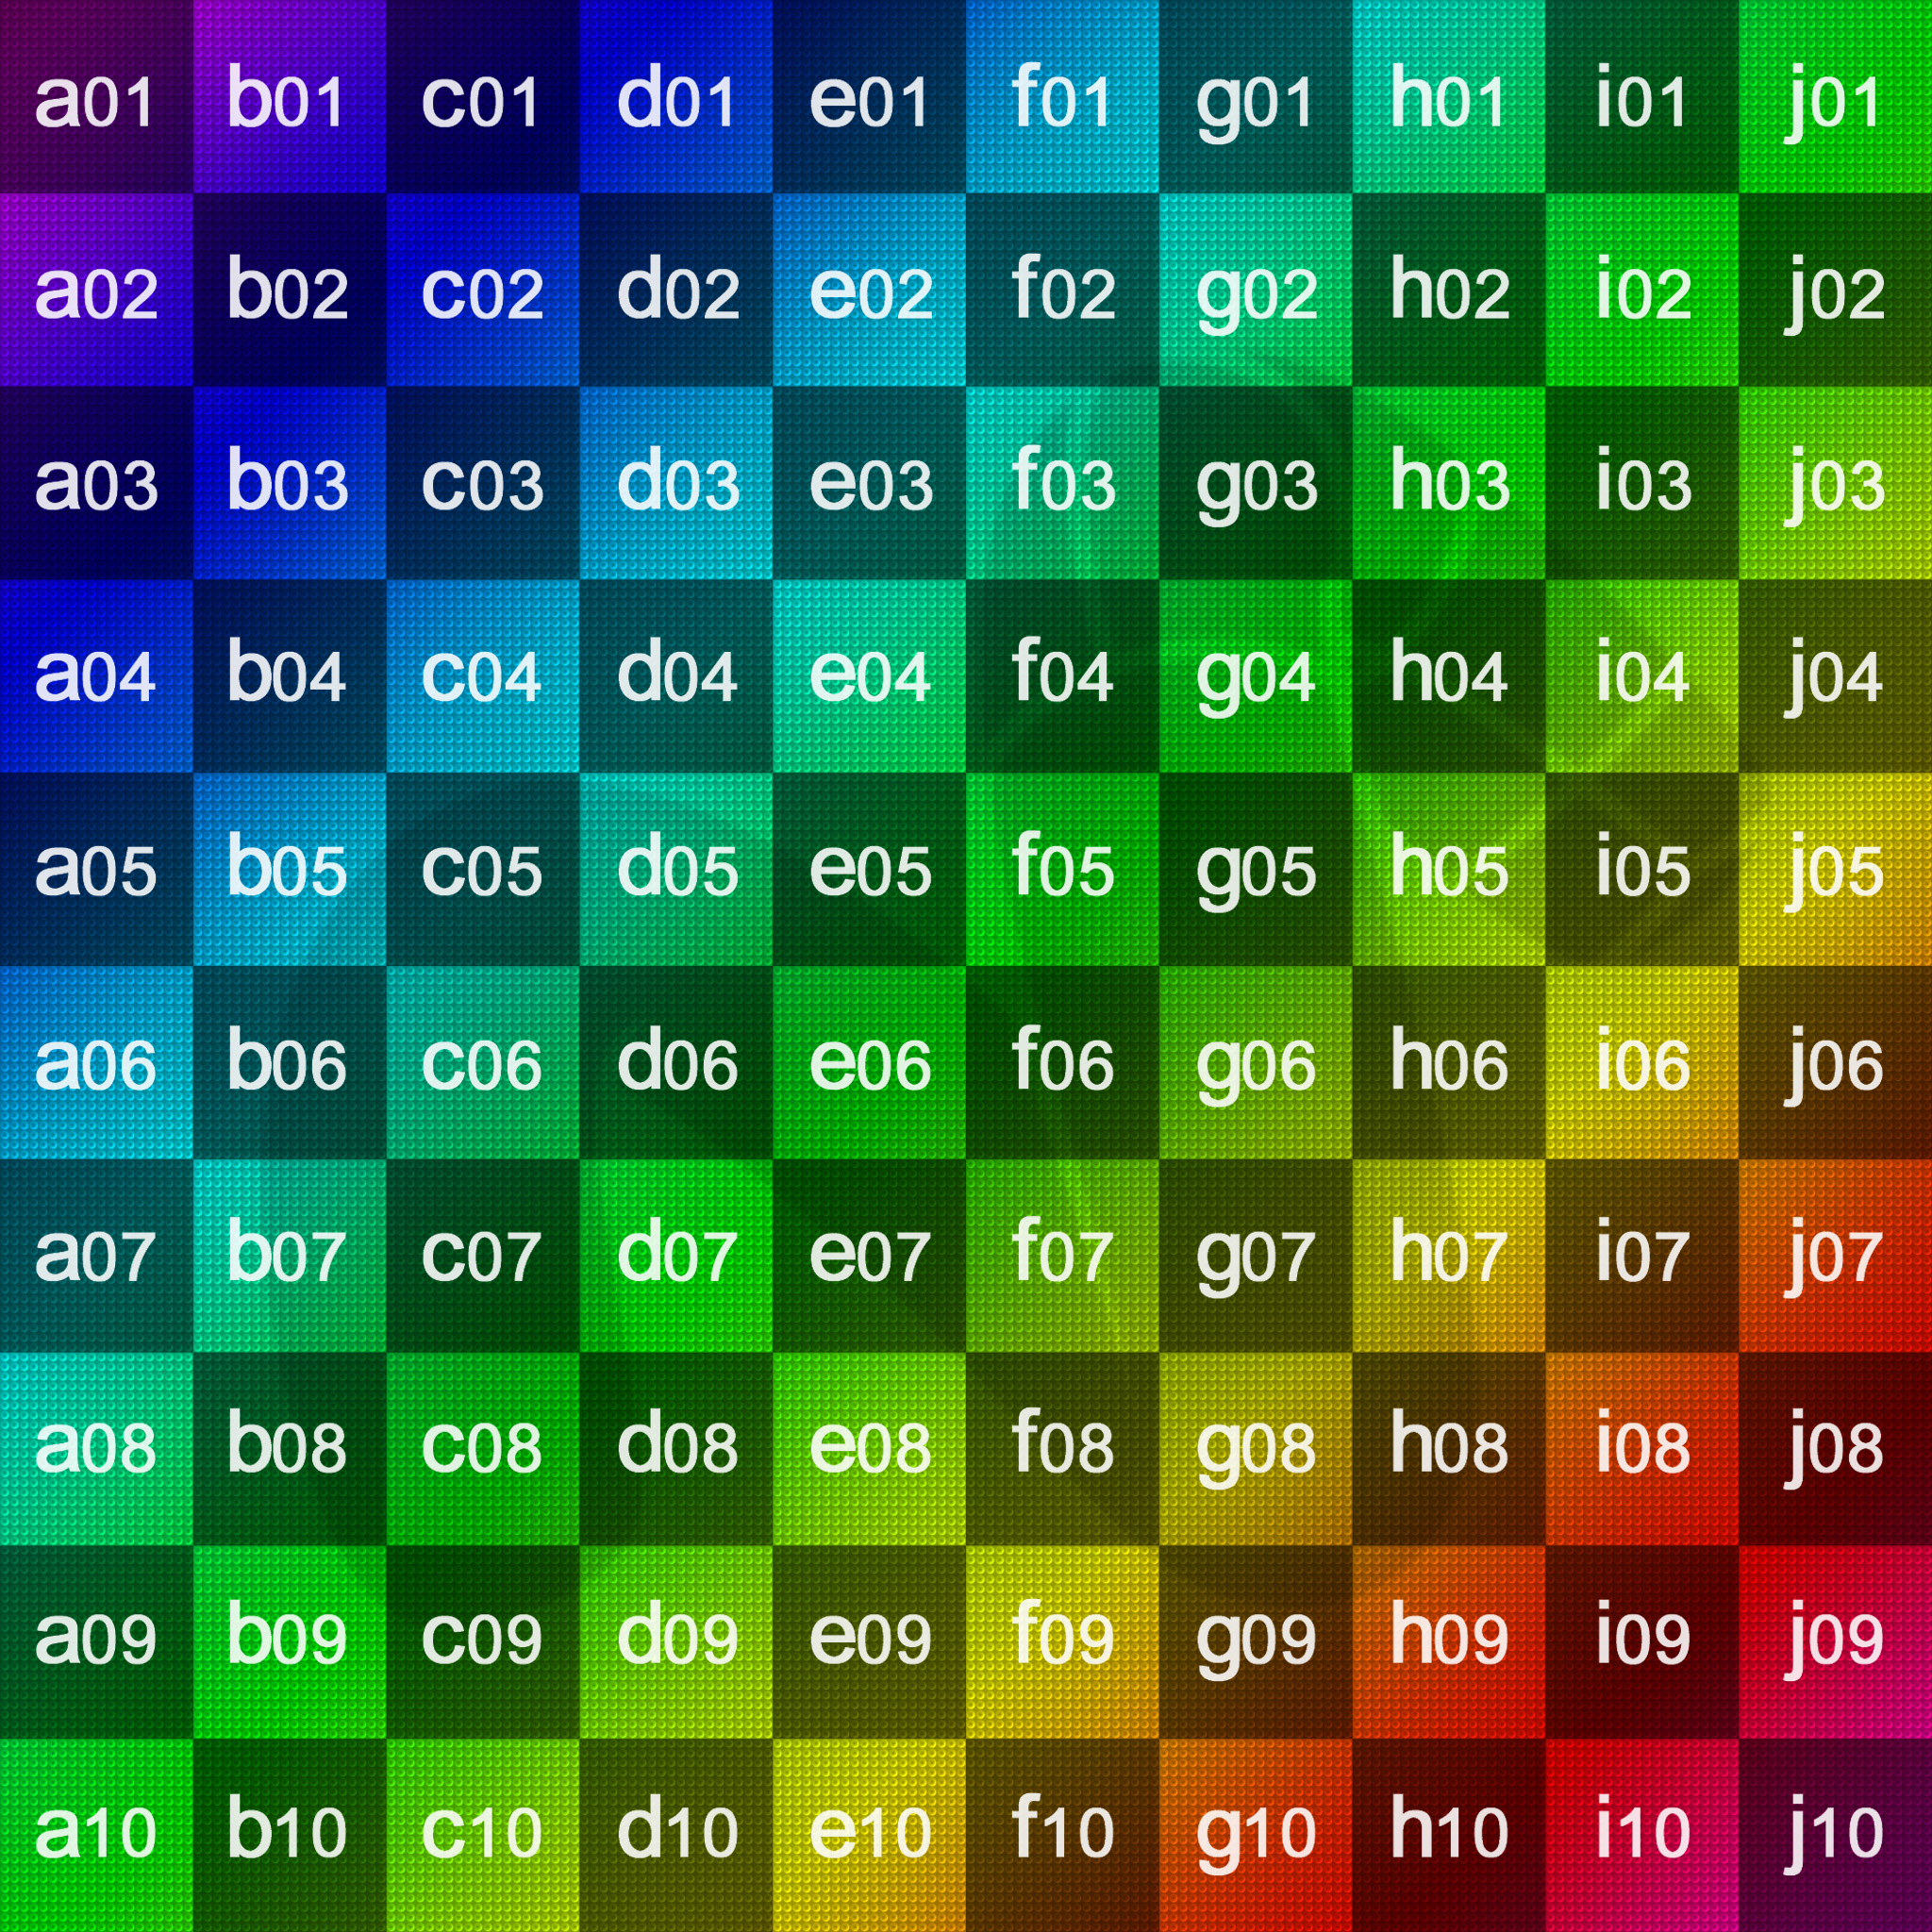 a01 b01 c01 d01 e01 f01 g01 h01 i01 j01
a02 b02 c02 d02 e02 f02 g02 h02 i02 j02
a03 b03 c03 d03 e03 f03 g03 h03 i03 j03
a04 b04 c04 d04 e04 f04 g04 h04 i04 j04
a05 b05 c05 d05 e05 f05 g05 h05 i05 j05
a06 b06 c06 d06 e06 f06 g06 h06 i06 j06
a07 b07 c07 d07 e07 f07 g07 h07 i07 j07
a08 b08 c08 d08 e08 f08 g08 h08 i08 j08
a09 b09 c09 d09 e09 f09 g09 h09 i09 j09
a10 b10 c10 d10 e10 f10 g10 h10 i10 j10